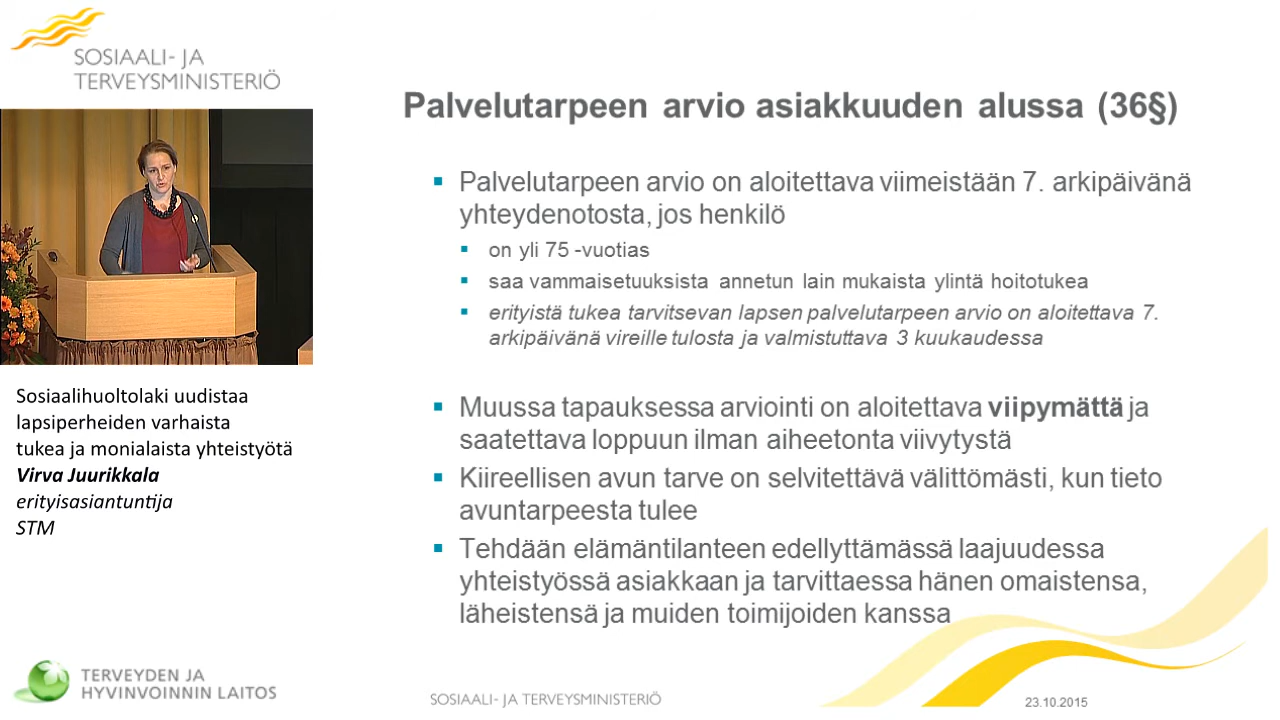 SOSIAALI- JA
TERVEYSMINISTERIÖ
Palvelutarpeen arvio asiakkuuden alussa (36§)
Palvelutarpeen arvio on aloitettava viimeistään 7. arkipäivänä
yhteydenotosta, jos henkilö
on yli 75 -vuotias
saa vammaisetuuksista annetun lain mukaista ylintä hoitotukea
erityistä tukea tarvitsevan lapsen palvelutarpeen arvio on aloitettava 7.
arkipäivänä vireille tulosta ja valmistuttava 3 kuukaudessa
Muussa tapauksessa arviointi on aloitettava viipymättä ja
saatettava loppuun ilman aiheetonta viivytystä
Kiireellisen avun tarve on selvitettävä välittömästi, kun tieto
avuntarpeesta tulee
Tehdään elämäntilanteen edellyttämässä laajuudessa
yhteistyössä asiakkaan ja tarvittaessa hänen omaistensa,
läheistensä ja muiden toimijoiden kanssa
Sosiaalihuoltolaki uudistaa
lapsiperheiden varhaista
tukea ja monialaista yhteistyötä
Virva Juurikkala
erityisasiantuntija
STM
TERVEYDEN JA
HYVINVOINNIN LAITOS
SOSIAALI- JA TERVEYSMINISTERIÖ
23.10.2015